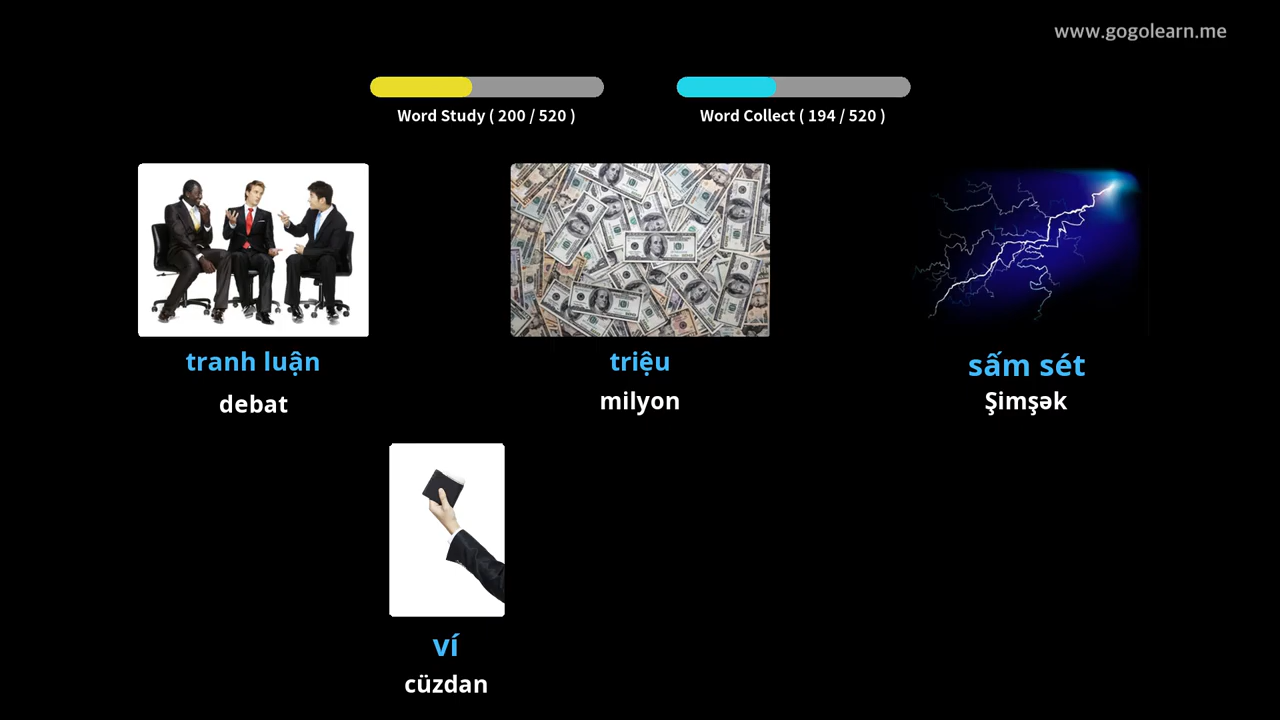 www.gogolearn.me
Word Study ( 200 / 520 )
Word Collect ( 194 / 520 )
tranh luận
debat
triệu
milyon
sấm sét
Şimşək
ví
cüzdan